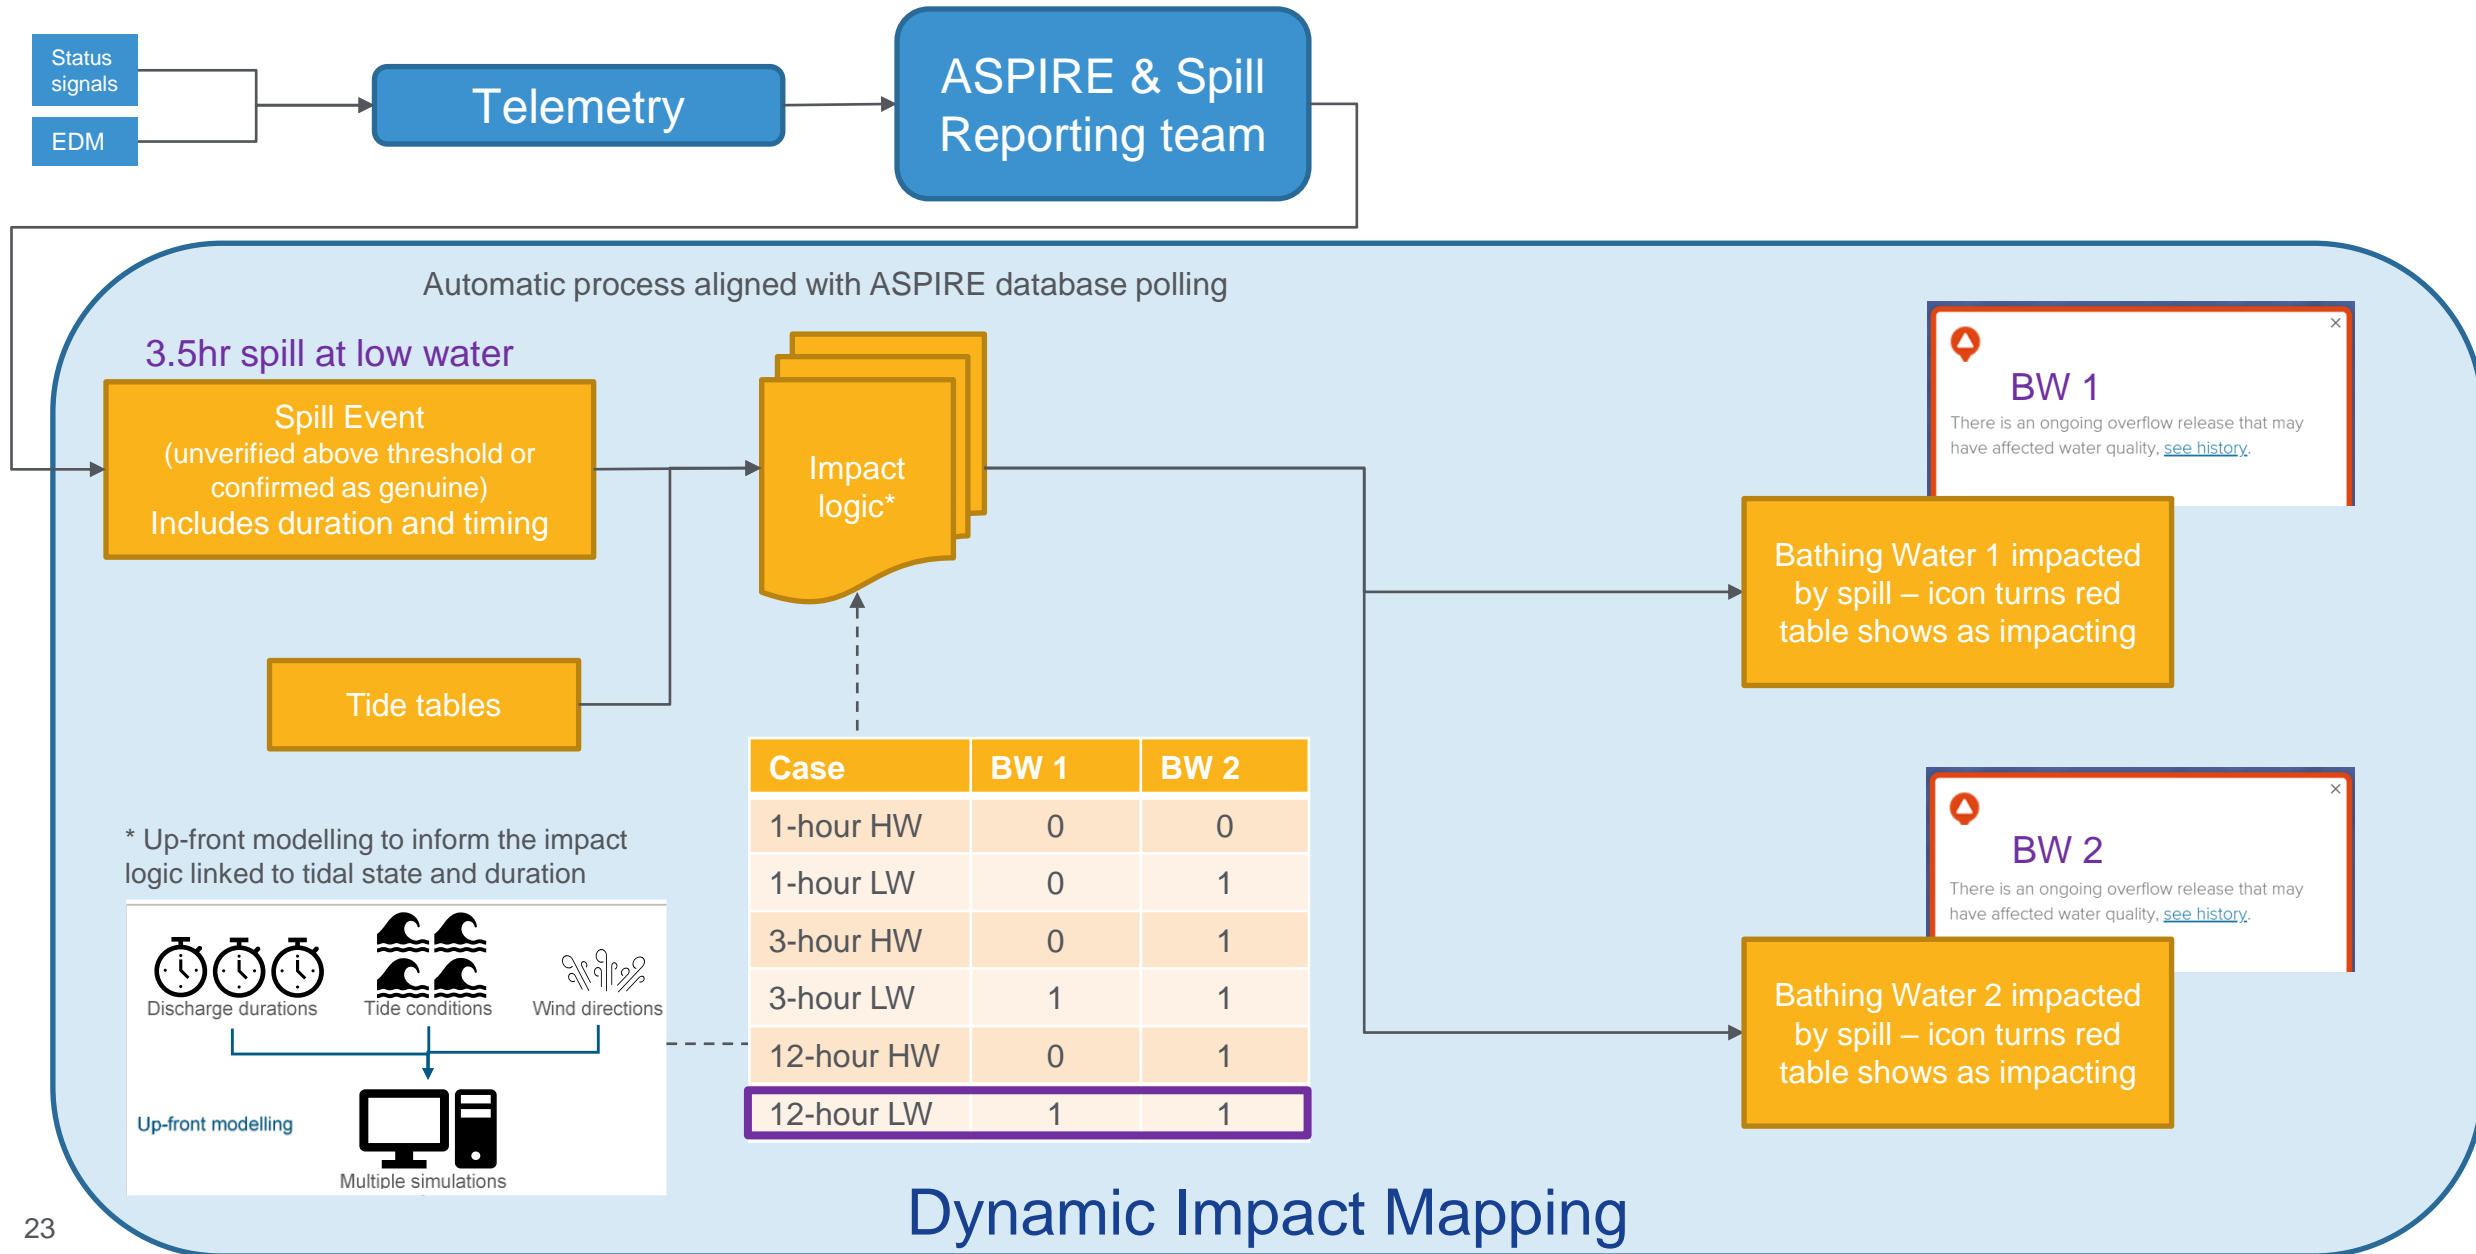 Status
signals
EDM
Telemetry
ASPIRE & Spill
Reporting team
Automatic process aligned with ASPIRE database polling
3.5hr spill at low water
Spill Event
(unverified above threshold or
confirmed as genuine)
Includes duration and timing
Tide tables
Impact
logic*
* Up-front modelling to inform the impact
logic linked to tidal state and duration
Discharge durations
Tide conditions
Wind directions
Up-front modelling
Multiple simulations
Case BW 1 BW 2
1-hour HW 0 0
1-hour LW 0 1
3-hour HW 0 1
3-hour LW 1 1
12-hour HW 0 1
12-hour LW 1 1
×
BW 1
There is an ongoing overflow release that may
have affected water quality, see history.
Bathing Water 1 impacted
by spill – icon turns red
table shows as impacting
×
BW 2
There is an ongoing overflow release that may
have affected water quality, see history.
Bathing Water 2 impacted
by spill – icon turns red
table shows as impacting
Dynamic Impact Mapping
23